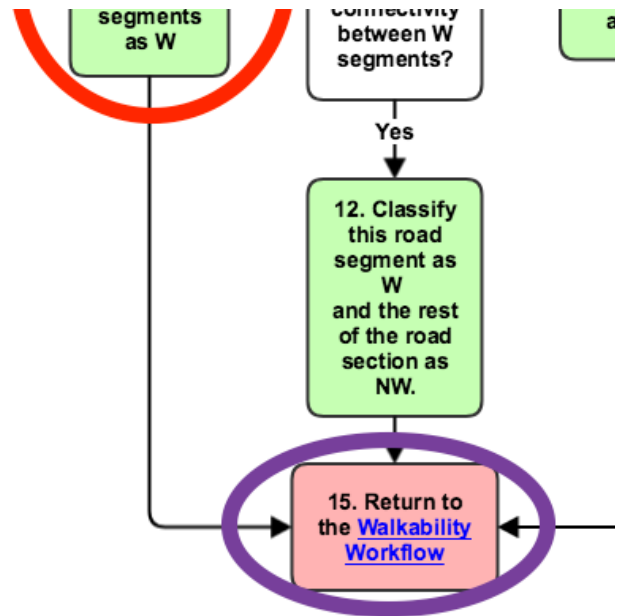 segments
as W
connectivity
between W
segments?
a
Yes
12. Classify
this road
segment as
W
and the rest
of the road
section as
NW.
15. Return to
the Walkability
Workflow